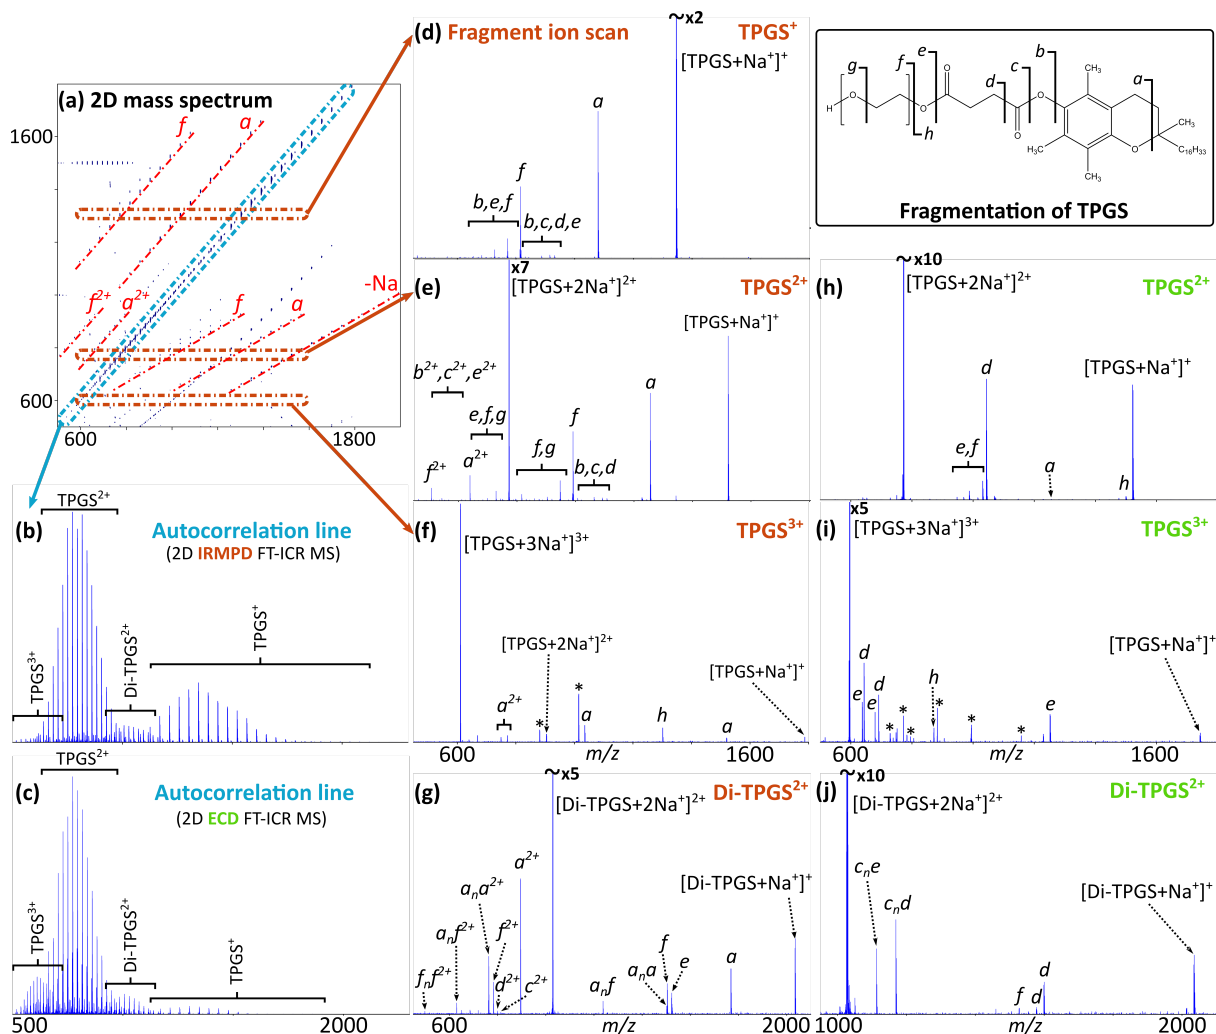 (a) 2D mass spectrum
1600
600
600
1800
f
a
f2+
a2+
f
a
-Na
(d) Fragment ion scan
TPGS+
~x2
[TPGS+Na+]+
a
f
b,e,f
b,c,d,e
g
f
e
d
c
b
a
h
H
O
O
O
O
O
O
CH3
H3C
CH3
CH3
C16H33
Fragmentation of TPGS
(e)
x7
[TPGS+2Na+]2+
TPGS2+
[TPGS+Na+]+
b2+,c2+,e2+
e,f,g
f2+
a2+
f,g
f
b,c,d
a
(h)
~x10
[TPGS+2Na+]2+
TPGS2+
[TPGS+Na+]+
d
e,f
a
h
(b)
TPGS2+
Autocorrelation line
(2D IRMPD FT-ICR MS)
TPGS3+
Di-TPGS2+
TPGS+
(f)
[TPGS+3Na+]3+
TPGS3+
[TPGS+2Na+]2+
[TPGS+Na+]+
a2+
*
*
a
h
a
600
m/z
1600
(i)
x5
[TPGS+3Na+]3+
TPGS3+
[TPGS+Na+]+
d
e
d
e
h
*
*
*
*
*
*
e
600
m/z
1600
(c)
TPGS2+
Autocorrelation line
(2D ECD FT-ICR MS)
TPGS3+
Di-TPGS2+
TPGS+
500
2000
(g)
~x5
[Di-TPGS+2Na+]2+
Di-TPGS2+
[Di-TPGS+Na+]+
a2+
ana2+
anf2+
f2+
fnf2+
d2+
c2+
anf
ana
f
e
a
600
m/z
2000
(j)
~x10
[Di-TPGS+2Na+]2+
Di-TPGS2+
[Di-TPGS+Na+]+
cne
cnd
f
d
d
1000
m/z
2000